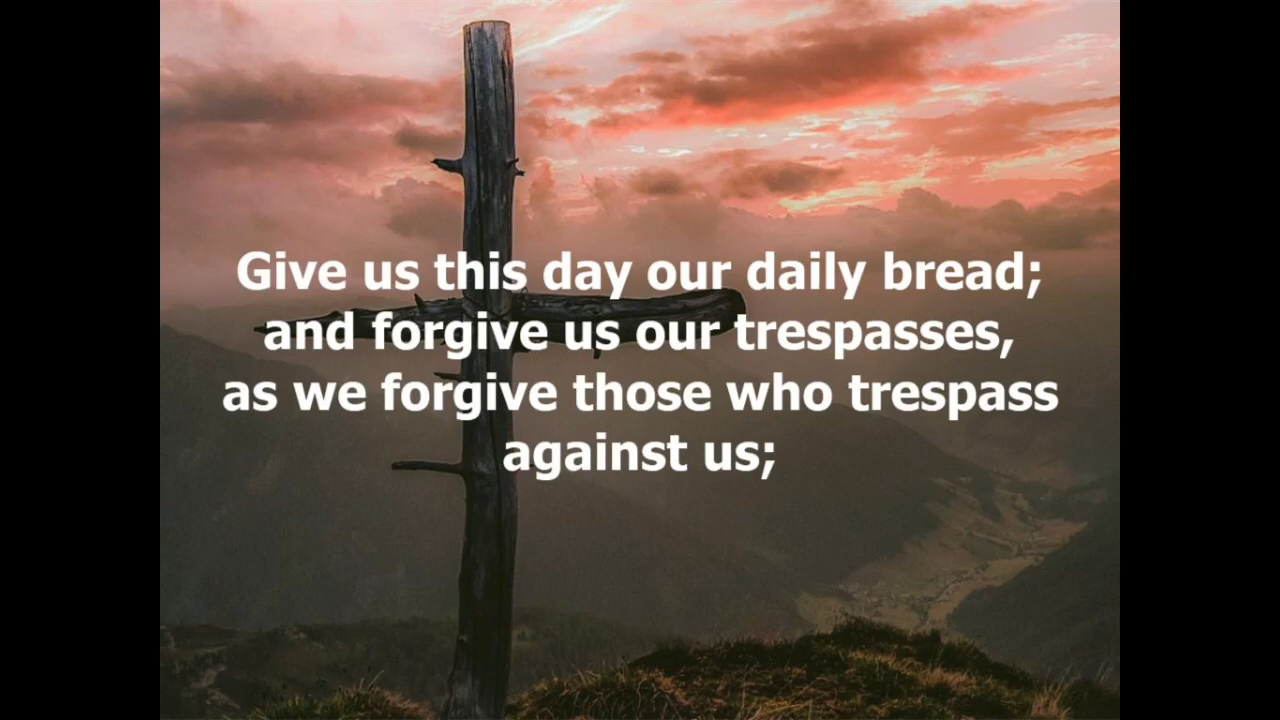 Give us this day our daily bread;
and forgive us our trespasses,
as we forgive those who trespass
against us;